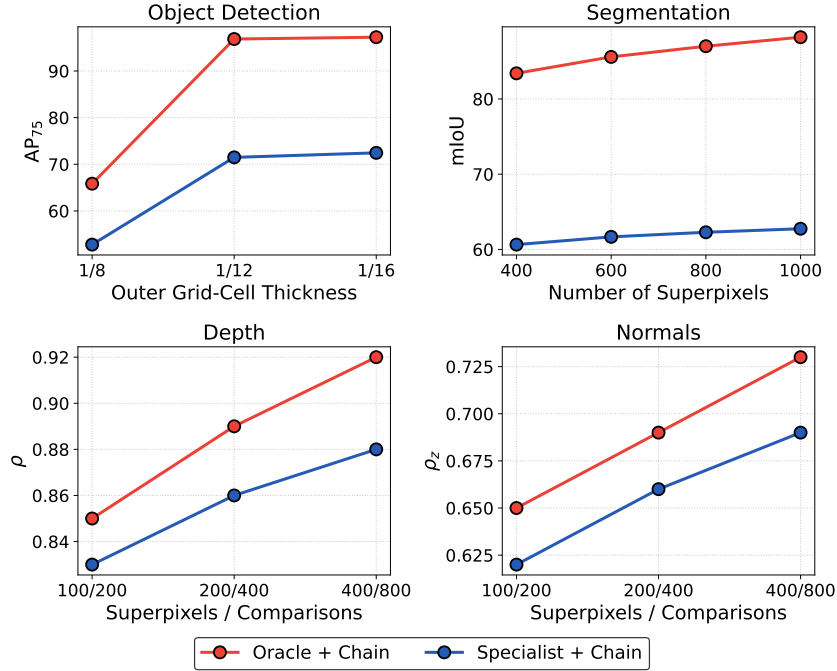 Object Detection
AP75
90
80
70
60
1/8 1/12 1/16
Outer Grid-Cell Thickness
Segmentation
mIoU
80
70
60
400 600 800 1000
Number of Superpixels
Depth
ρ
0.92
0.90
0.88
0.86
0.84
100/200 200/400 400/800
Superpixels / Comparisons
Normals
ρz
0.725
0.700
0.675
0.650
0.625
100/200 200/400 400/800
Superpixels / Comparisons
Oracle + Chain Specialist + Chain